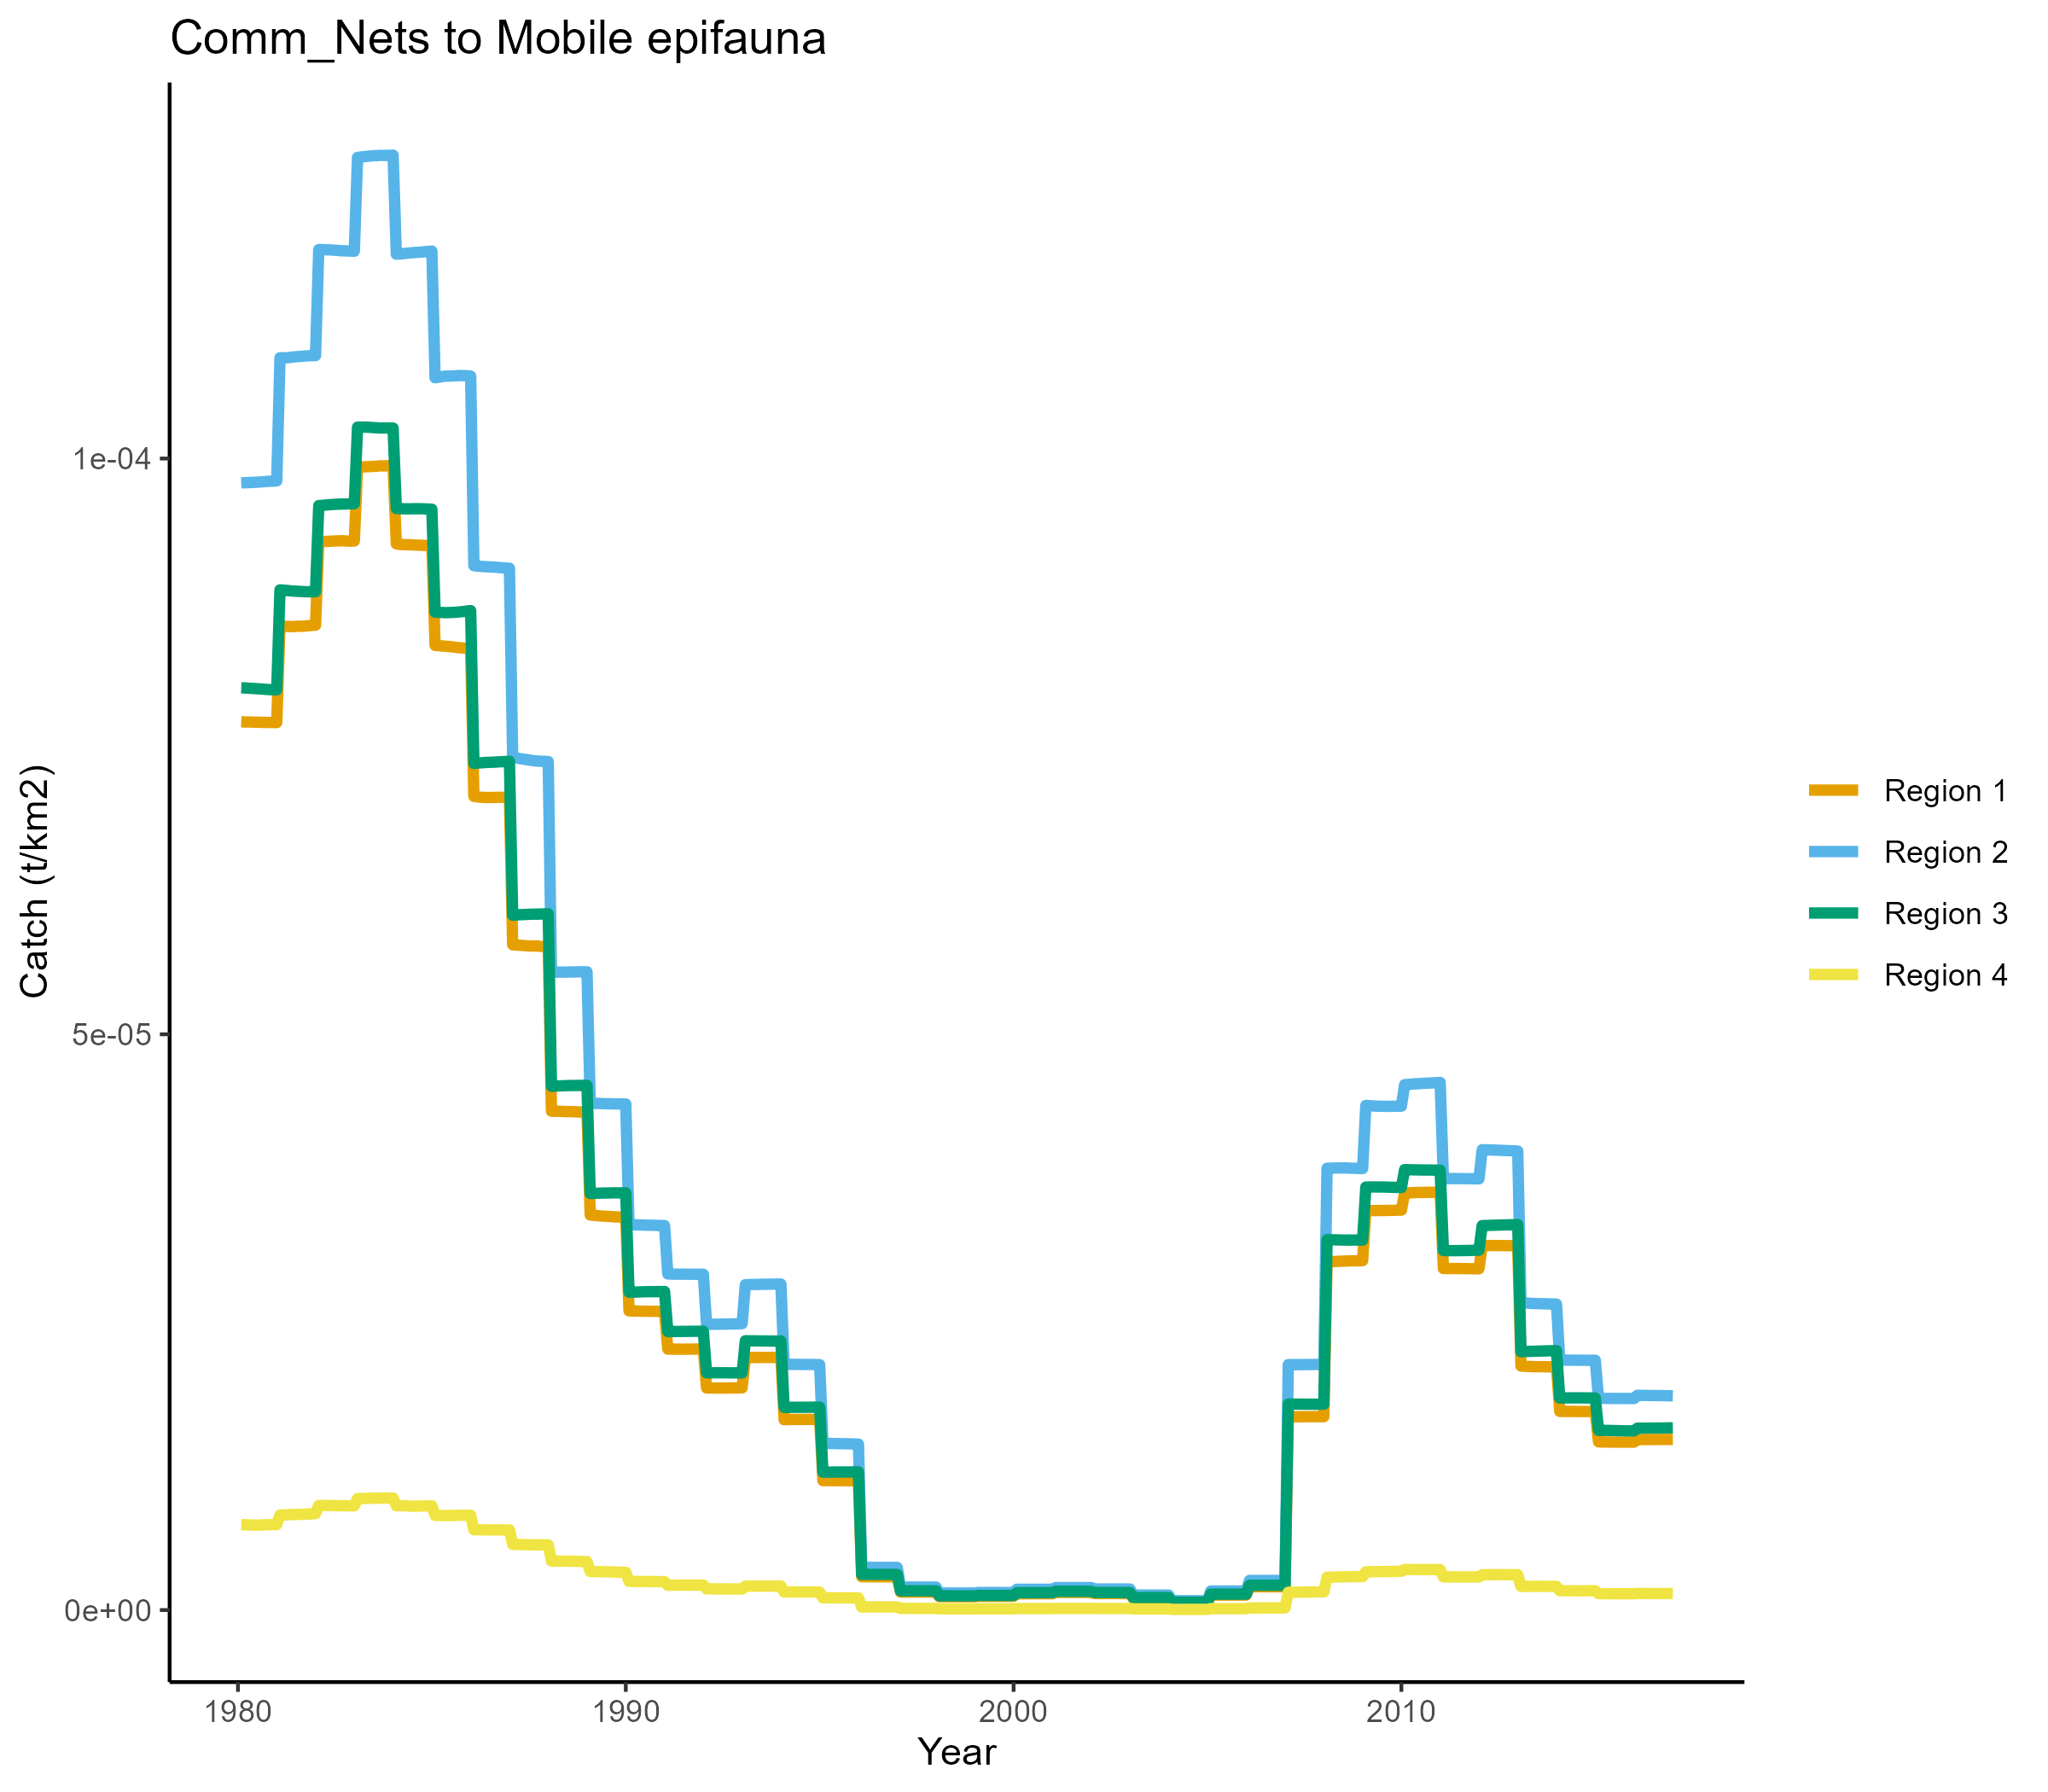 Comm_Nets to Mobile epifauna
Catch (t/km2)
1e-04
5e-05
0e+00
1980
1990
2000
2010
Year
Region 1
Region 2
Region 3
Region 4